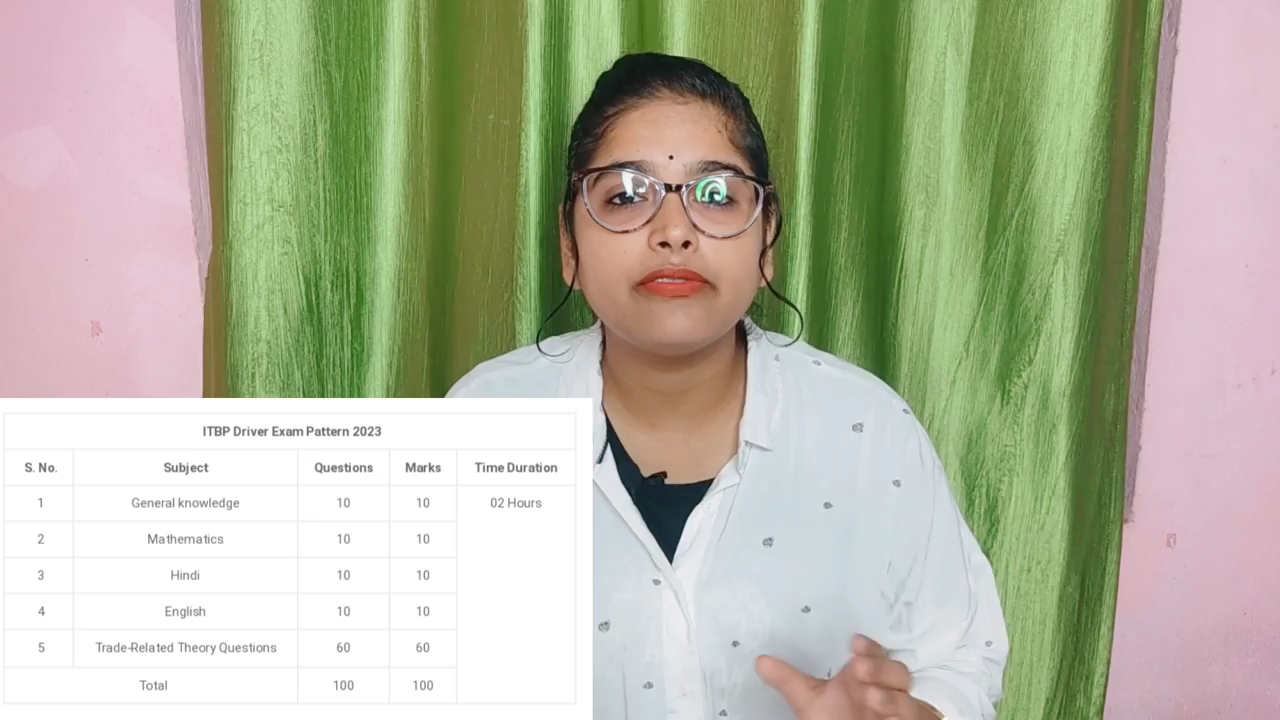 ITBP Driver Exam Pattern 2023
S. No. Subject Questions Marks Time Duration
1 General knowledge 10 10 02 Hours
2 Mathematics 10 10
3 Hindi 10 10
4 English 10 10
5 Trade-Related Theory Questions 60 60
Total 100 100